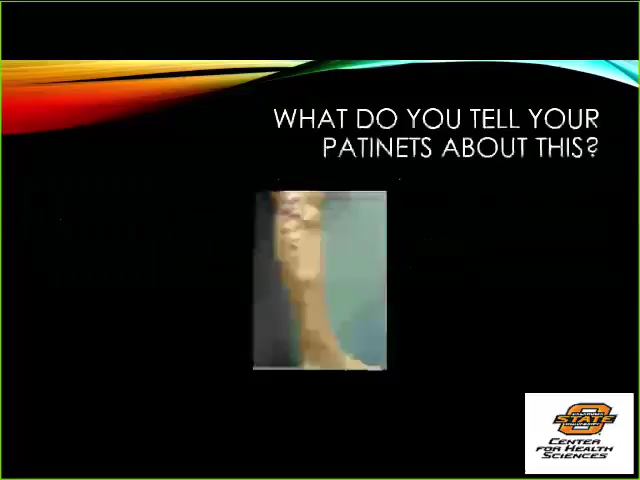 WHAT DO YOU TELL YOUR
PATINETS ABOUT THIS?
STATE
CENTER
FOR HEALTH
SCIENCES